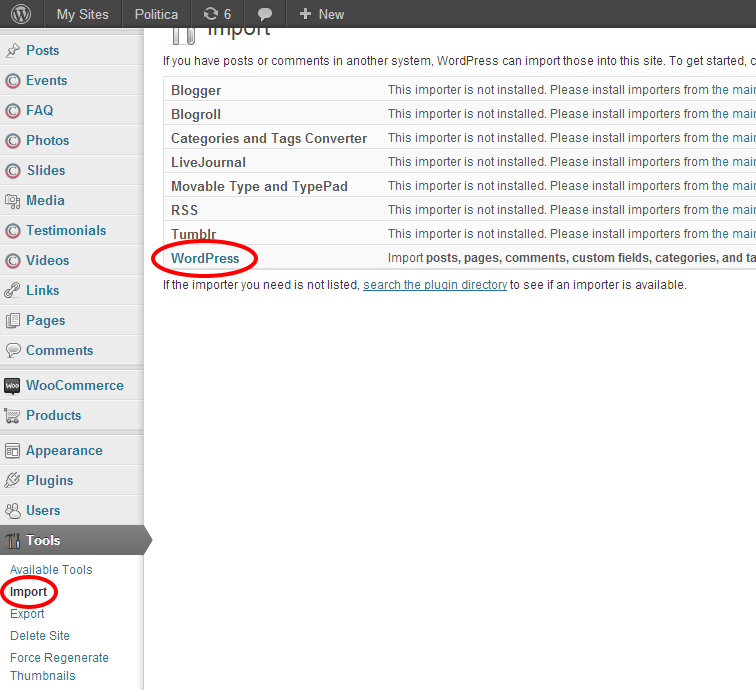 My Sites Politica 6 New
Import
If you have posts or comments in another system, WordPress can import those into this site. To get started, c
Blogger This importer is not installed. Please install importers from the mair
Blogroll This importer is not installed. Please install importers from the mair
Categories and Tags Converter This importer is not installed. Please install importers from the mair
LiveJournal This importer is not installed. Please install importers from the mair
Movable Type and TypePad This importer is not installed. Please install importers from the mair
RSS This importer is not installed. Please install importers from the mair
Tumblr This importer is not installed. Please install importers from the mair
WordPress Import posts, pages, comments, custom fields, categories, and ta
If the importer you need is not listed, search the plugin directory to see if an importer is available.
Posts
Events
FAQ
Photos
Slides
Media
Testimonials
Videos
Links
Pages
Comments
WooCommerce
Products
Appearance
Plugins
Users
Tools
Available Tools
Import
Export
Delete Site
Force Regenerate
Thumbnails